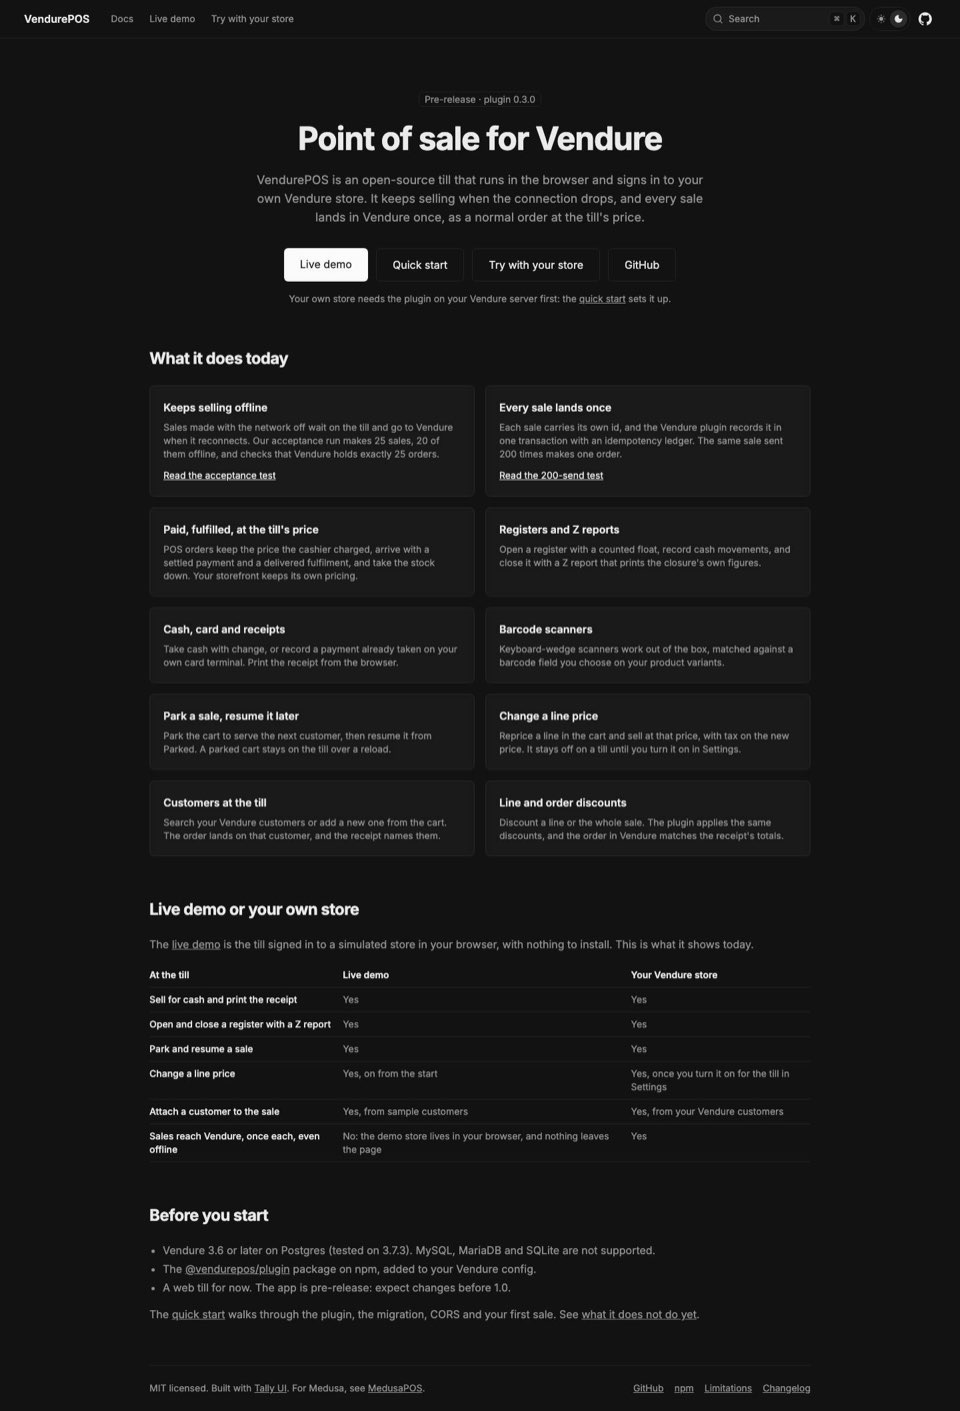 VendurePOS Docs Live demo Try with your store Search ⌘ K
Pre-release · plugin 0.3.0
Point of sale for Vendure
VendurePOS is an open-source till that runs in the browser and signs in to your
own Vendure store. It keeps selling when the connection drops, and every sale
lands in Vendure once, as a normal order at the till's price.
Live demo Quick start Try with your store GitHub
Your own store needs the plugin on your Vendure server first: the quick start sets it up.
What it does today
Keeps selling offline
Sales made with the network off wait on the till and go to Vendure
when it reconnects. Our acceptance run makes 25 sales, 20 of
them offline, and checks that Vendure holds exactly 25 orders.
Read the acceptance test
Every sale lands once
Each sale carries its own id, and the Vendure plugin records it in
one transaction with an idempotency ledger. The same sale sent
200 times makes one order.
Read the 200-send test
Paid, fulfilled, at the till's price
POS orders keep the price the cashier charged, arrive with a
settled payment and a delivered fulfilment, and take the stock
down. Your storefront keeps its own pricing.
Registers and Z reports
Open a register with a counted float, record cash movements, and
close it with a Z report that prints the closure's own figures.
Cash, card and receipts
Take cash with change, or record a payment already taken on your
own card terminal. Print the receipt from the browser.
Barcode scanners
Keyboard-wedge scanners work out of the box, matched against a
barcode field you choose on your product variants.
Park a sale, resume it later
Park the cart to serve the next customer, then resume it from
Parked. A parked cart stays on the till over a reload.
Change a line price
Reprice a line in the cart and sell at that price, with tax on the new
price. It stays off on a till until you turn it on in Settings.
Customers at the till
Search your Vendure customers or add a new one from the cart.
The order lands on that customer, and the receipt names them.
Line and order discounts
Discount a line or the whole sale. The plugin applies the same
discounts, and the order in Vendure matches the receipt's totals.
Live demo or your own store
The live demo is the till signed in to a simulated store in your browser, with nothing to install. This is what it shows today.
At the till Live demo Your Vendure store
Sell for cash and print the receipt Yes Yes
Open and close a register with a Z report Yes Yes
Park and resume a sale Yes Yes
Change a line price Yes, on from the start Yes, once you turn it on for the till in
Settings
Attach a customer to the sale Yes, from sample customers Yes, from your Vendure customers
Sales reach Vendure, once each, even No: the demo store lives in your browser, and nothing leaves Yes
offline the page
Before you start
• Vendure 3.6 or later on Postgres (tested on 3.7.3). MySQL, MariaDB and SQLite are not supported.
• The @vendurepos/plugin package on npm, added to your Vendure config.
• A web till for now. The app is pre-release: expect changes before 1.0.
The quick start walks through the plugin, the migration, CORS and your first sale. See what it does not do yet.
MIT licensed. Built with Tally UI. For Medusa, see MedusaPOS. GitHub npm Limitations Changelog